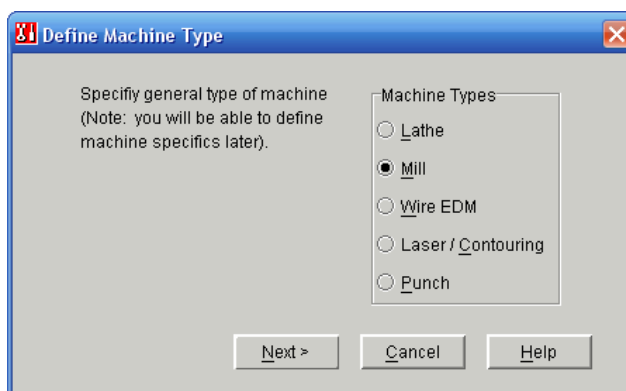 Define Machine Type
Specifiy general type of machine
(Note: you will be able to define
machine specifics later).
Machine Types
Lathe
Mill
Wire EDM
Laser / Contouring
Punch
Next >
Cancel
Help